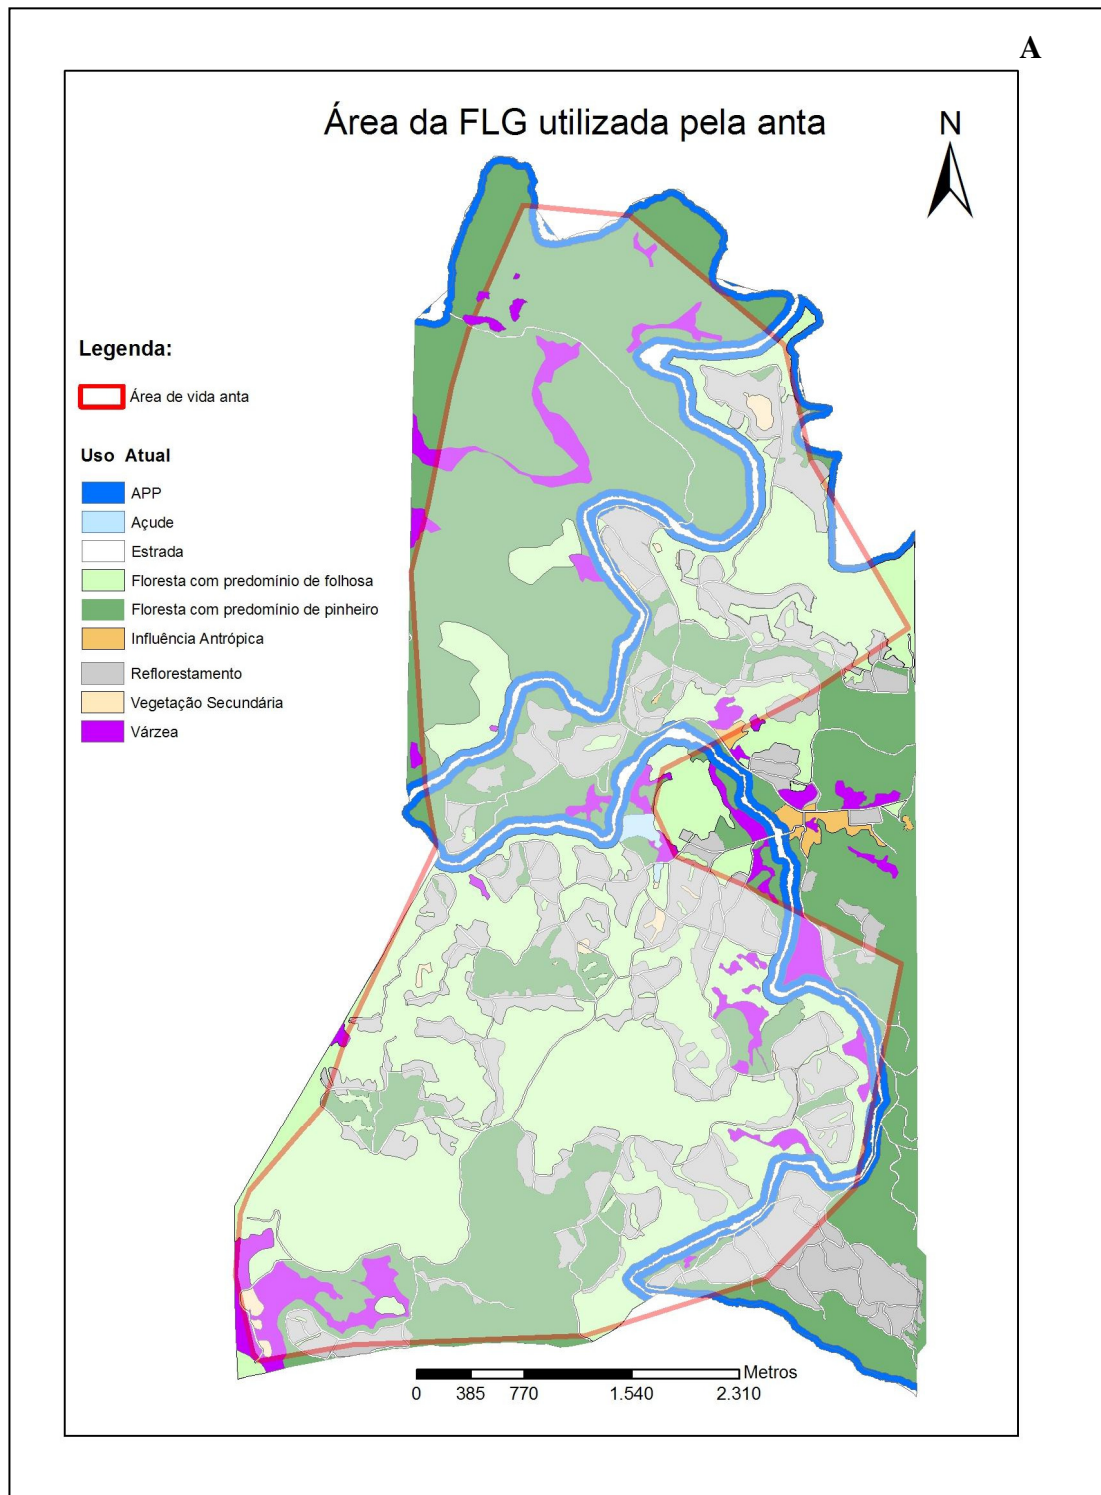 A
Área da FLG utilizada pela anta
N
Legenda:
Área de vida anta
Uso Atual
APP
Açude
Estrada
Floresta com predomínio de folhosa
Floresta com predomínio de pinheiro
Influência Antrópica
Reflorestamento
Vegetação Secundária
Várzea
Metros
0 385 770 1.540 2.310